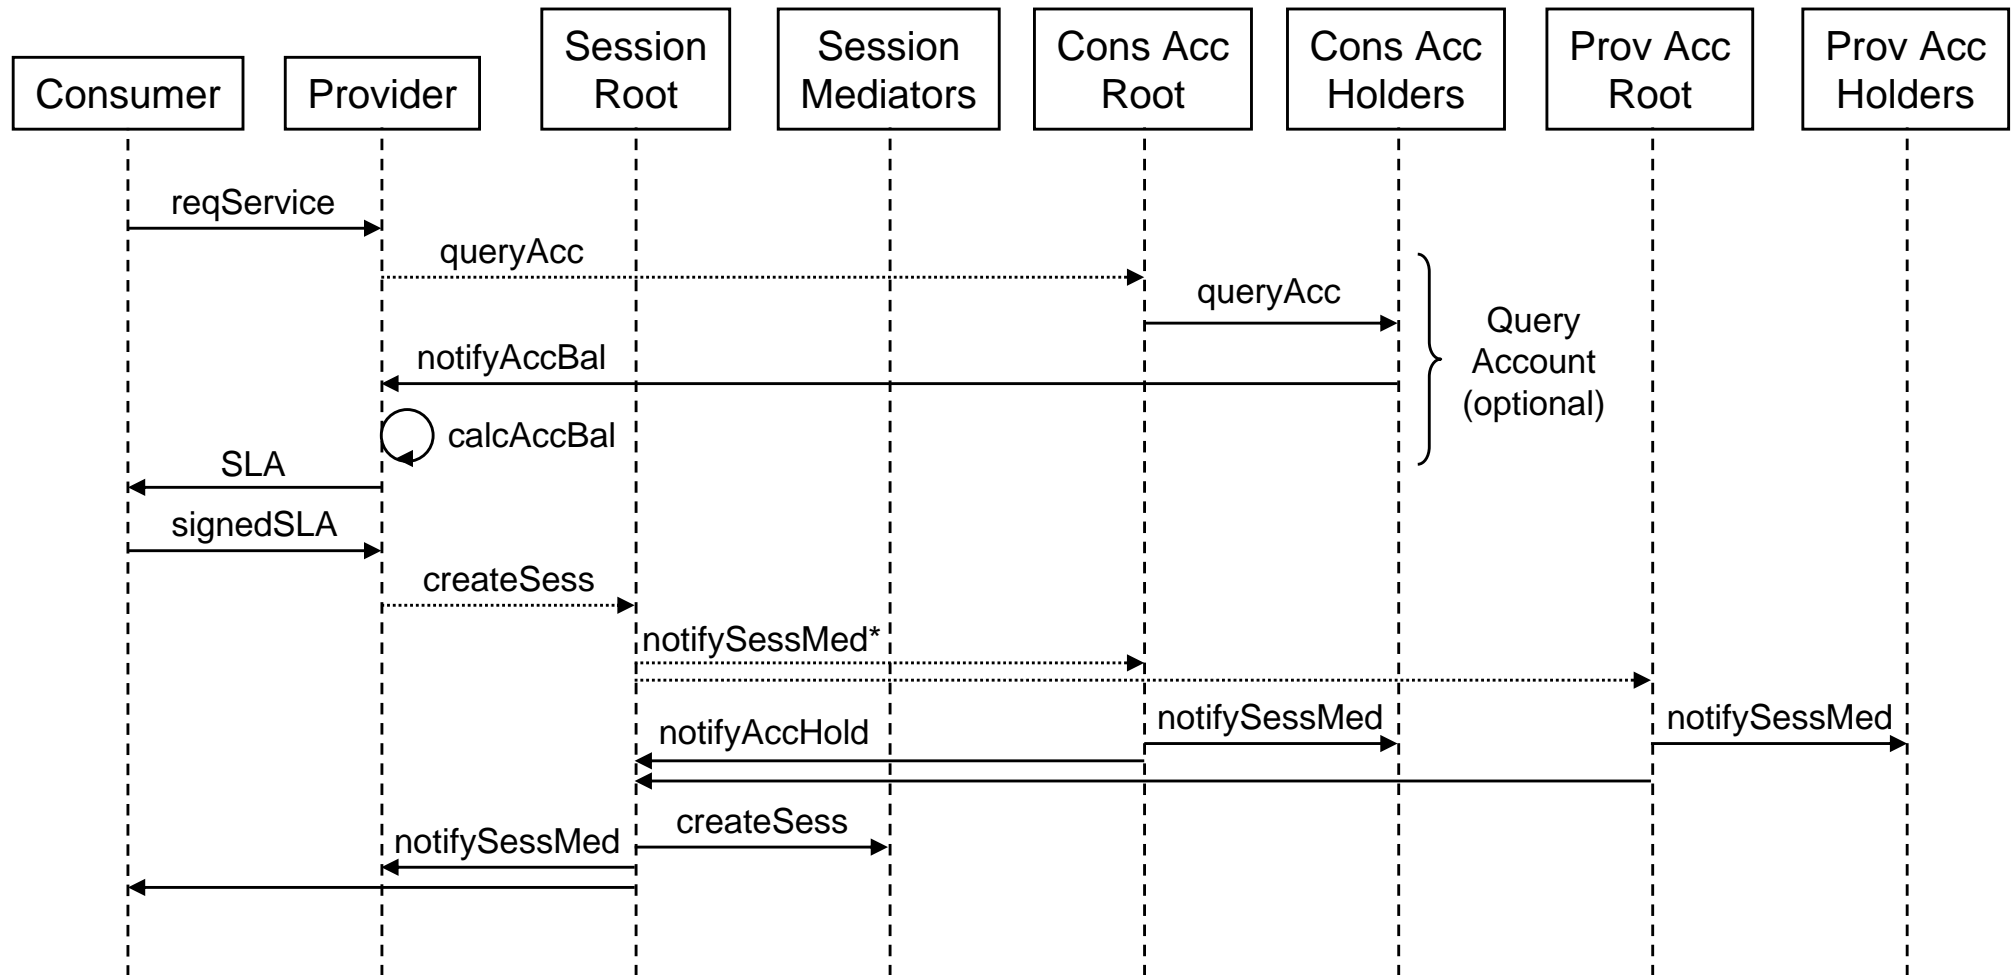 Consumer
Provider
Session
Root
Session
Mediators
Cons Acc
Root
Cons Acc
Holders
Prov Acc
Root
Prov Acc
Holders
reqService
queryAcc
queryAcc
notifyAccBal
Query
Account
(optional)
calcAccBal
SLA
signedSLA
createSess
notifySessMed*
notifySessMed
notifySessMed
notifyAccHold
createSess
notifySessMed